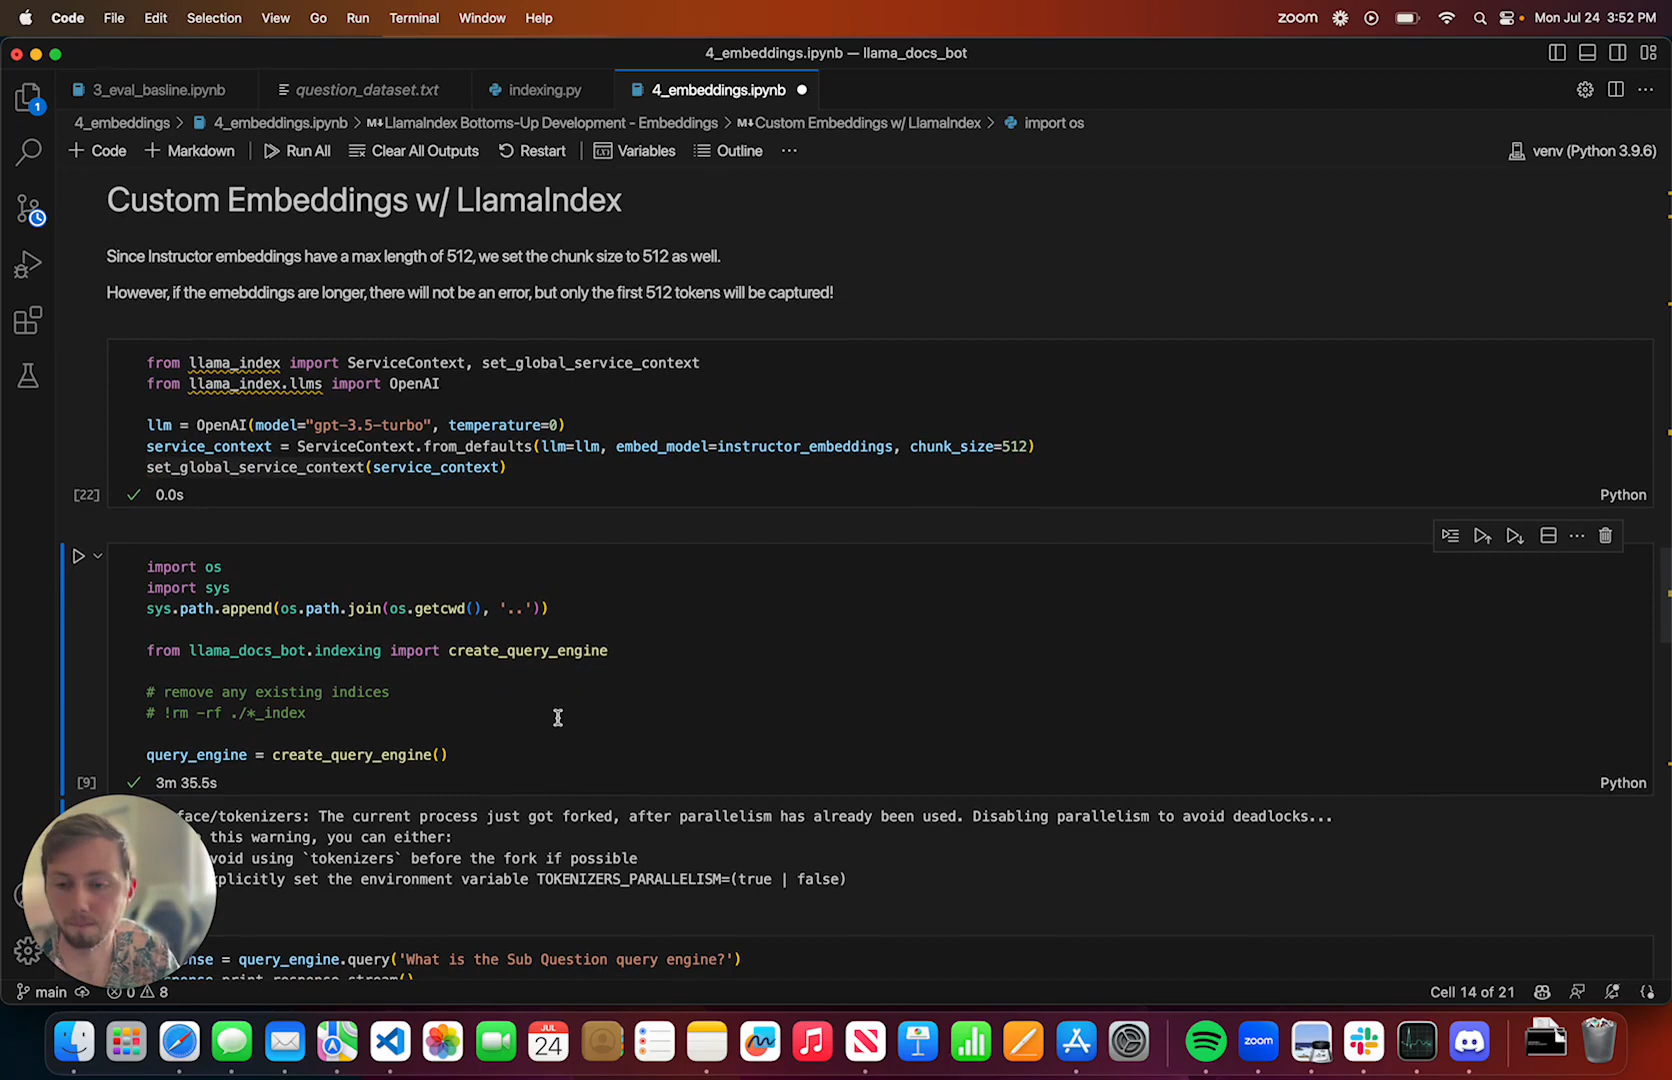 Code File Edit Selection View Go Run Terminal Window Help zoom Mon Jul 24 3:52 PM
4_embeddings.ipynb — llama_docs_bot
3_eval_basline.ipynb question_dataset.txt indexing.py 4_embeddings.ipynb
4_embeddings > 4_embeddings.ipynb > LlamaIndex Bottoms-Up Development - Embeddings > Custom Embeddings w/ LlamaIndex > import os
+ Code + Markdown Run All Clear All Outputs Restart Variables Outline ... venv (Python 3.9.6)
Custom Embeddings w/ LlamaIndex
Since Instructor embeddings have a max length of 512, we set the chunk size to 512 as well.
However, if the emebddings are longer, there will not be an error, but only the first 512 tokens will be captured!
from llama_index import ServiceContext, set_global_service_context
from llama_index.llms import OpenAI
llm = OpenAI(model="gpt-3.5-turbo", temperature=0)
service_context = ServiceContext.from_defaults(llm=llm, embed_model=instructor_embeddings, chunk_size=512)
set_global_service_context(service_context)
[22] 0.0s Python
import os
import sys
sys.path.append(os.path.join(os.getcwd(), '..'))
from llama_docs_bot.indexing import create_query_engine
# remove any existing indices
# !rm -rf ./*_index
query_engine = create_query_engine()
[9] 3m 35.5s Python
face/tokenizers: The current process just got forked, after parallelism has already been used. Disabling parallelism to avoid deadlocks...
this warning, you can either:
void using `tokenizers` before the fork if possible
xplicitly set the environment variable TOKENIZERS_PARALLELISM=(true | false)
onse = query_engine.query('What is the Sub Question query engine?')
sponse.print_response_stream()
main 0 8 Cell 14 of 21
JUL
24
zoom